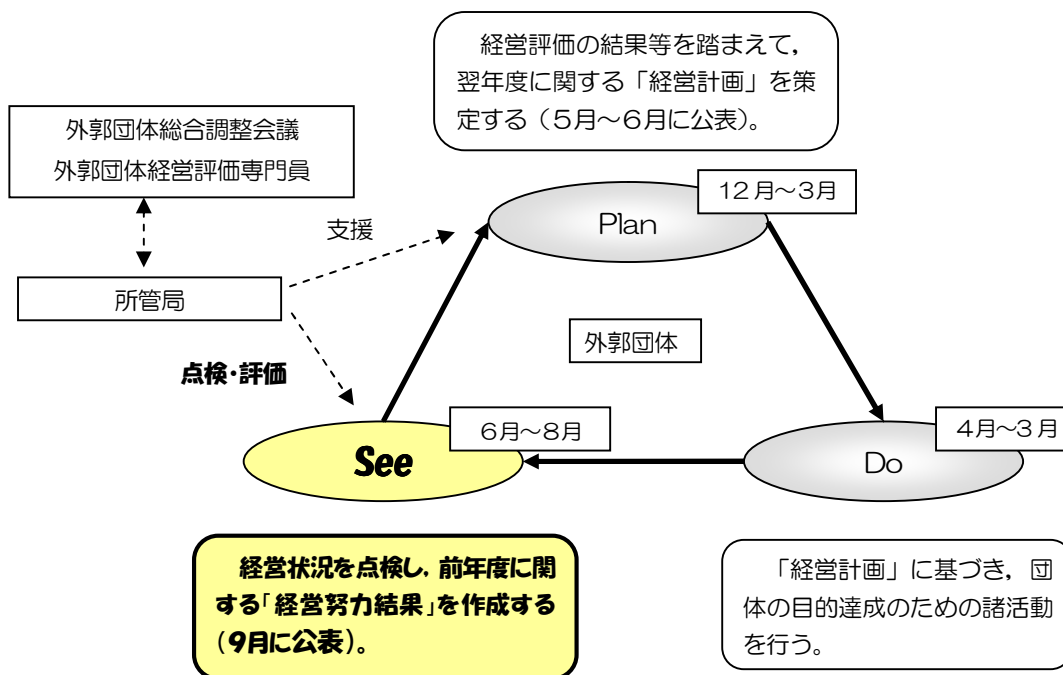 経営評価の結果等を踏まえて,
翌年度に関する「経営計画」を策
定する（5月～6月に公表）。
外郭団体総合調整会議
外郭団体経営評価専門員
12月～3月
Plan
支援
所管局
外郭団体
点検・評価
6月～8月
4月～3月
See
Do
経営状況を点検し,前年度に関
する「経営努力結果」を作成する
（9月に公表）。
「経営計画」に基づき，団
体の目的達成のための諸活動
を行う。